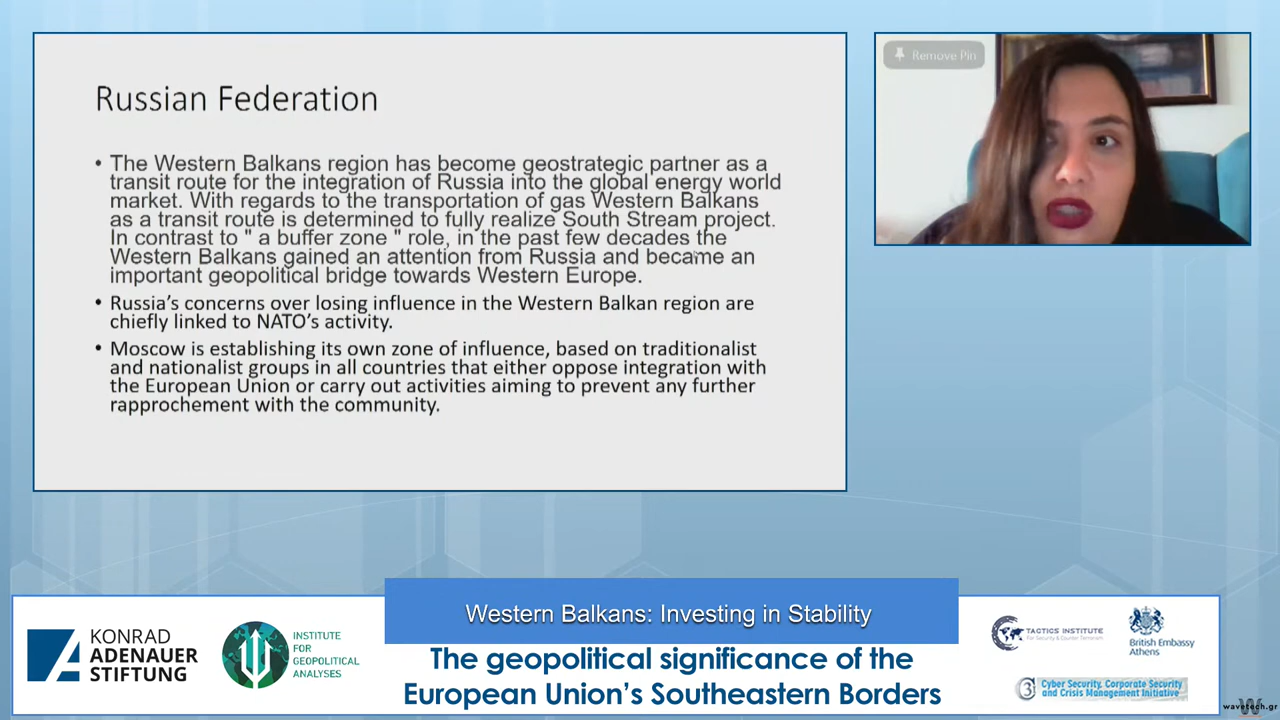 Russian Federation
• The Western Balkans region has become geostrategic partner as a
transit route for the integration of Russia into the global energy world
market. With regards to the transportation of gas Western Balkans
as a transit route is determined to fully realize South Stream project.
In contrast to " a buffer zone " role, in the past few decades the
Western Balkans gained an attention from Russia and became an
important geopolitical bridge towards Western Europe.
• Russia's concerns over losing influence in the Western Balkan region are
chiefly linked to NATO's activity.
• Moscow is establishing its own zone of influence, based on traditionalist
and nationalist groups in all countries that either oppose integration with
the European Union or carry out activities aiming to prevent any further
rapprochement with the community.
Remove Pin
Western Balkans: Investing in Stability
The geopolitical significance of the
European Union's Southeastern Borders
KONRAD
ADENAUER
STIFTUNG
INSTITUTE
FOR
GEOPOLITICAL
ANALYSES
TACTICS INSTITUTE
For Security & Counter Terrorism
British Embassy
Athens
Cyber Security, Corporate Security
and Crisis Management Initiative
wavetech.gr